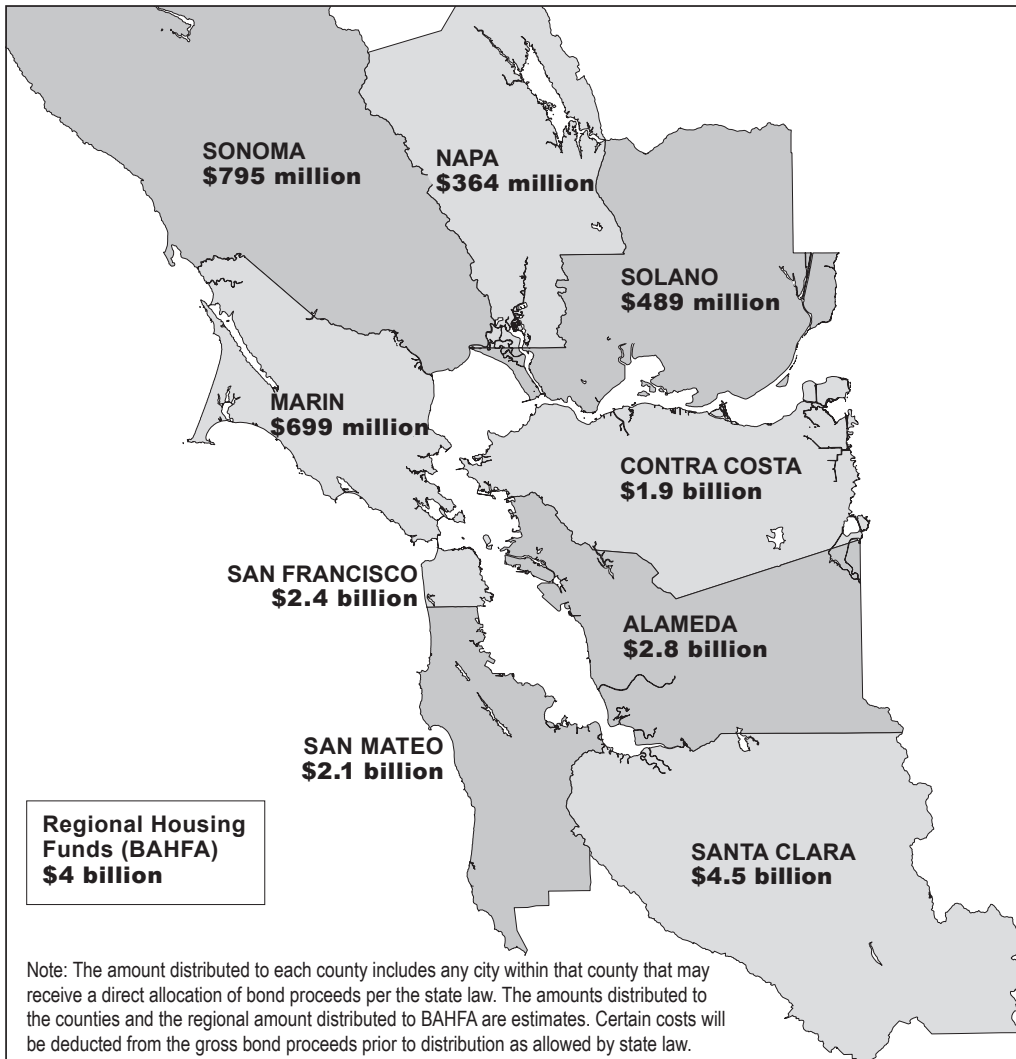 SONOMA
$795 million
NAPA
$364 million
SOLANO
$489 million
MARIN
$699 million
CONTRA COSTA
$1.9 billion
SAN FRANCISCO
$2.4 billion
ALAMEDA
$2.8 billion
SAN MATEO
$2.1 billion
SANTA CLARA
$4.5 billion
Regional Housing
Funds (BAHFA)
$4 billion
Note: The amount distributed to each county includes any city within that county that may
receive a direct allocation of bond proceeds per the state law. The amounts distributed to
the counties and the regional amount distributed to BAHFA are estimates. Certain costs will
be deducted from the gross bond proceeds prior to distribution as allowed by state law.